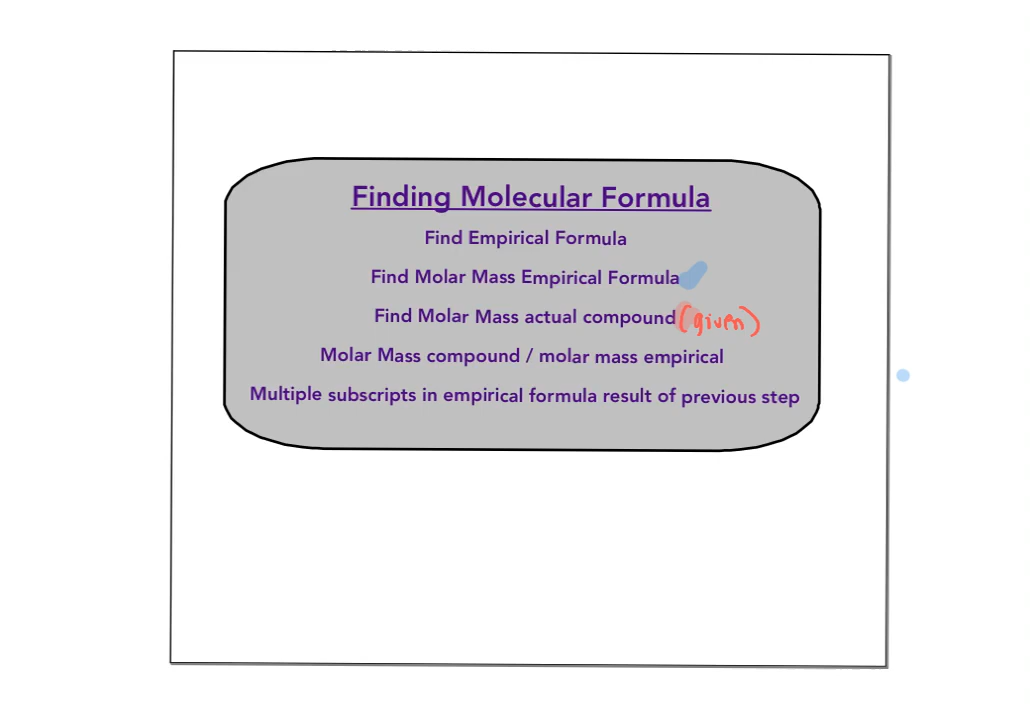 Finding Molecular Formula
Find Empirical Formula
Find Molar Mass Empirical Formula
Find Molar Mass actual compound (given)
Molar Mass compound / molar mass empirical
Multiple subscripts in empirical formula result of previous step